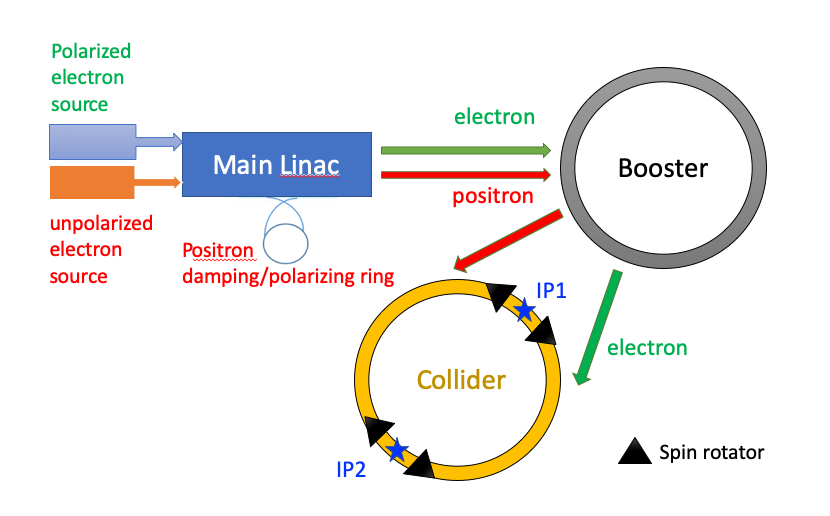 Polarized
electron
source
electron
Main Linac
Booster
positron
unpolarized
electron
source
Positron
damping/polarizing ring
IP1
electron
Collider
IP2
Spin rotator